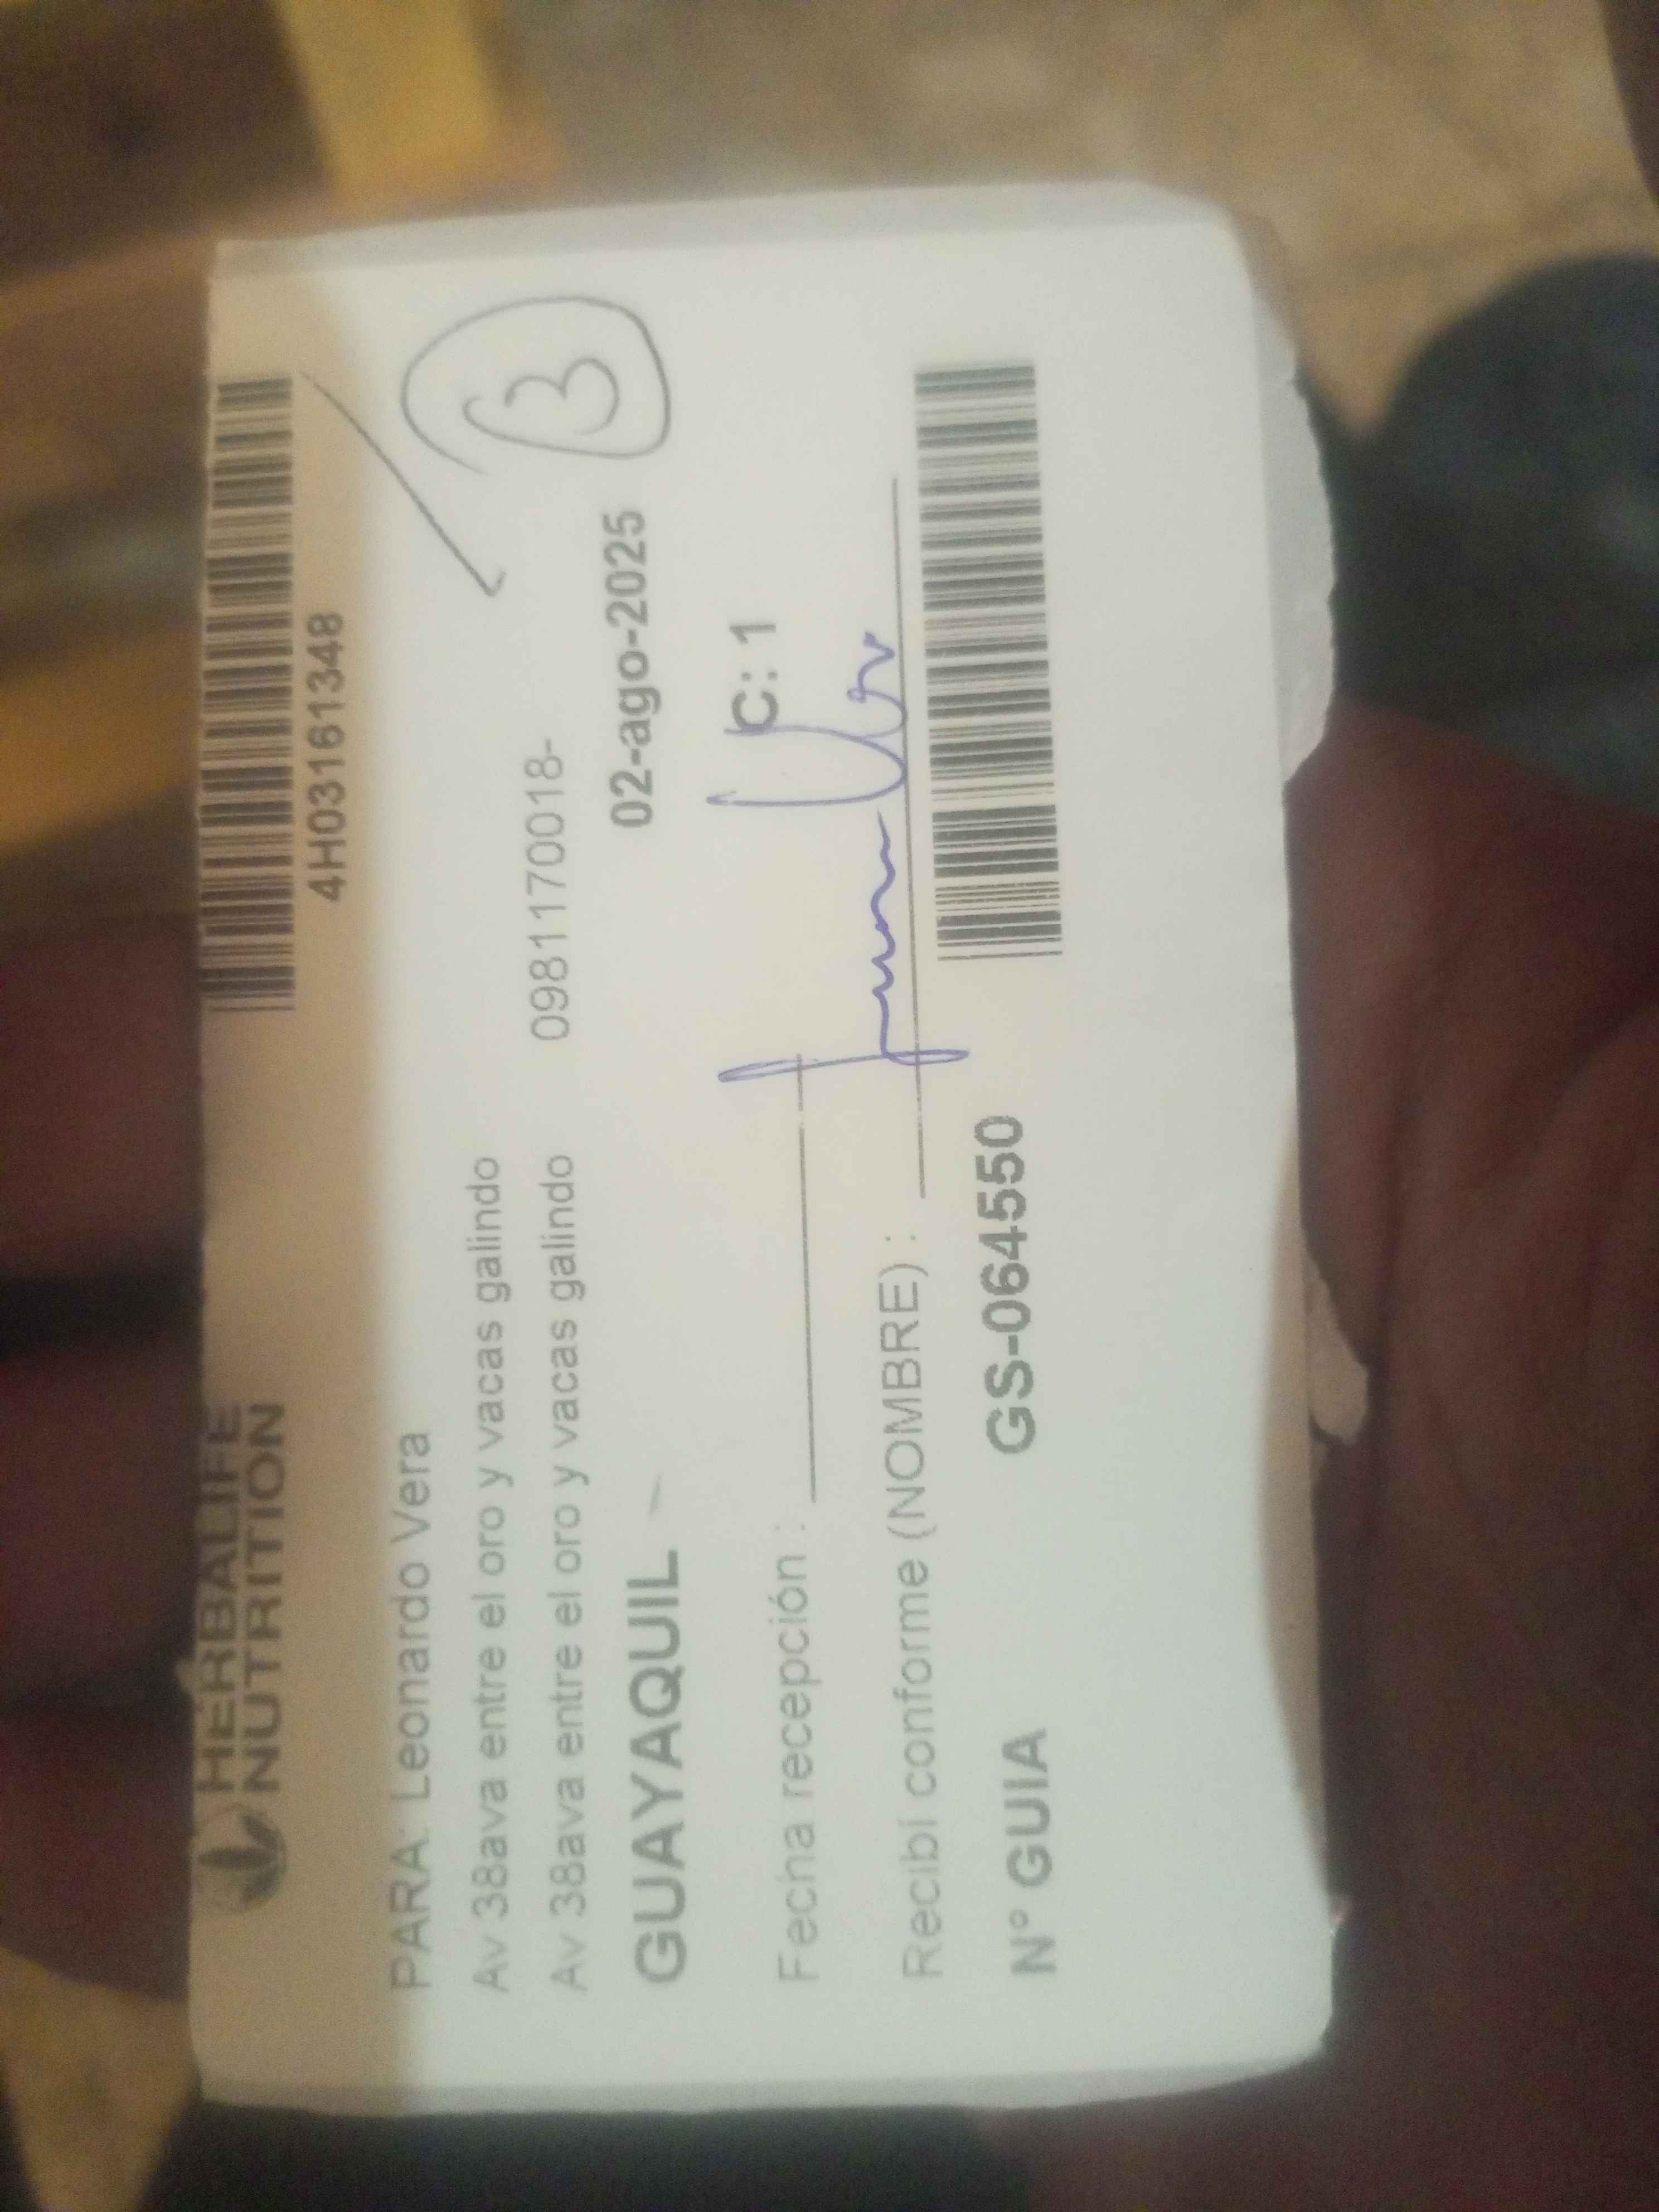 HERBALIFE
NUTRITION
4H03161348
PARA: Leonardo Vera
Av 38ava entre el oro y vacas galindo
Av 38ava entre el oro y vacas galindo 0981170018-
3
GUAYAQUIL 02-ago-2025
C: 1
Fecha recepción :
Recibí conforme (NOMBRE) :
N° GUIA GS-064550